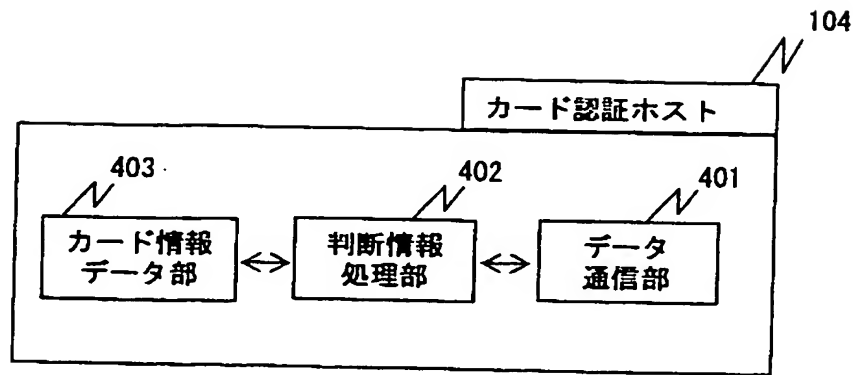 104
カード認証ホスト
403
カード情報
データ部
402
判断情報
処理部
401
データ
通信部